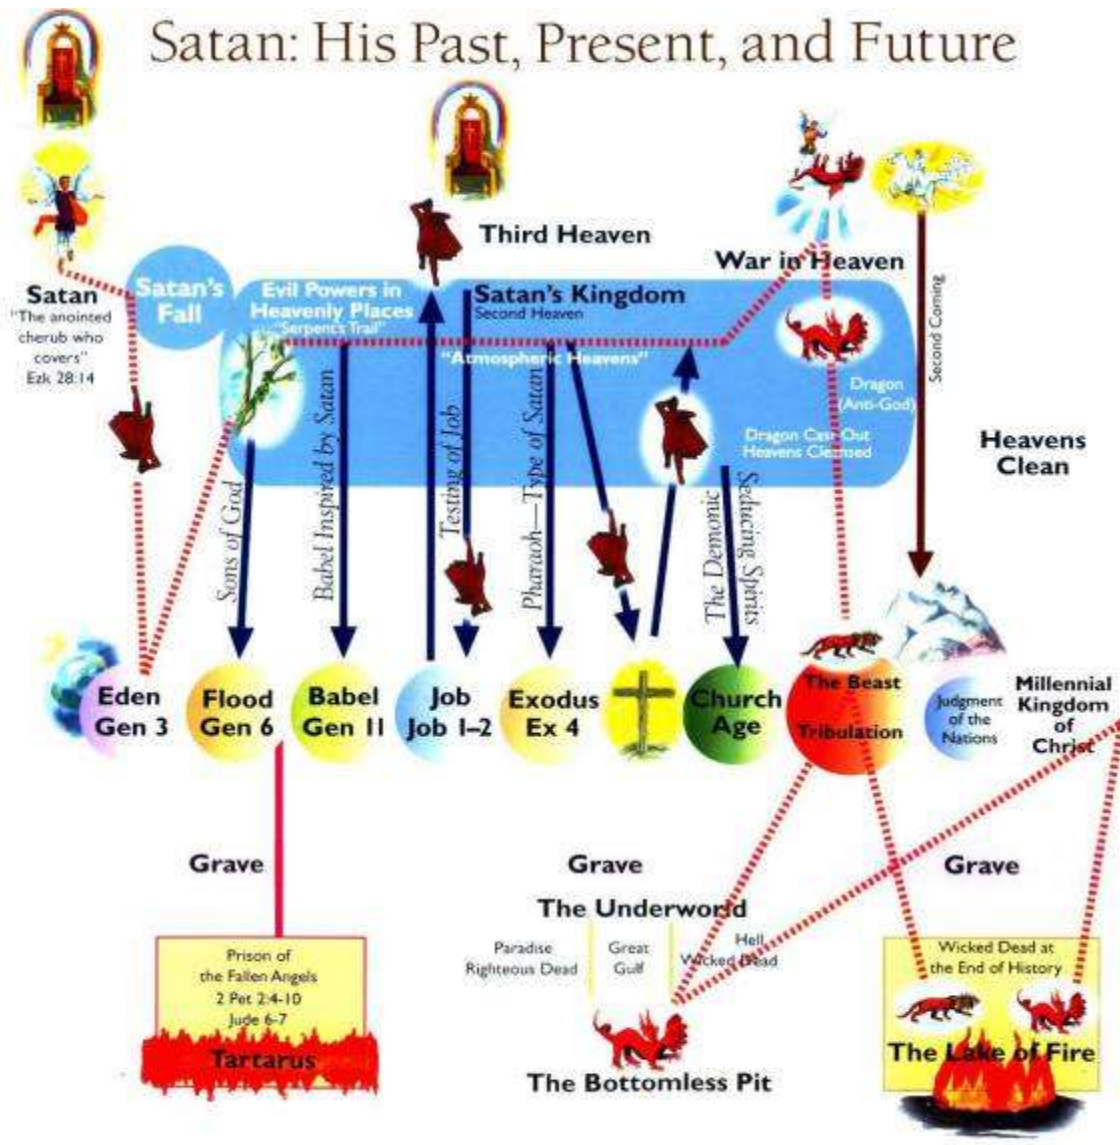 Satan: His Past, Present, and Future
Third Heaven
War in Heaven
Satan
"The anointed
cherub who
covers"
Ezk 28:14
Satan's
Fall
Evil Powers in
Heavenly Places
"Serpent's Trail"
Satan's Kingdom
Second Heaven
"Atmospheric Heavens"
Dragon
(Anti-God)
Dragon Cast Out
Heavens Cleansed
Second Coming
Heavens
Clean
Sons of God
Babel Inspired by Satan
Testing of Job
Pharaoh—Type of Satan
The Demonic
Seducing Spirits
Eden
Gen 3
Flood
Gen 6
Babel
Gen 11
Job
Job 1–2
Exodus
Ex 4
Church
Age
The Beast
Tribulation
Judgment
of the
Nations
Millennial
Kingdom
of
Christ
Grave
Grave
Grave
The Underworld
Paradise
Righteous Dead
Great
Gulf
Hell
Wicked Dead
Prison of
the Fallen Angels
2 Pet 2:4-10
Jude 6-7
Tartarus
The Bottomless Pit
Wicked Dead at
the End of History
The Lake of Fire